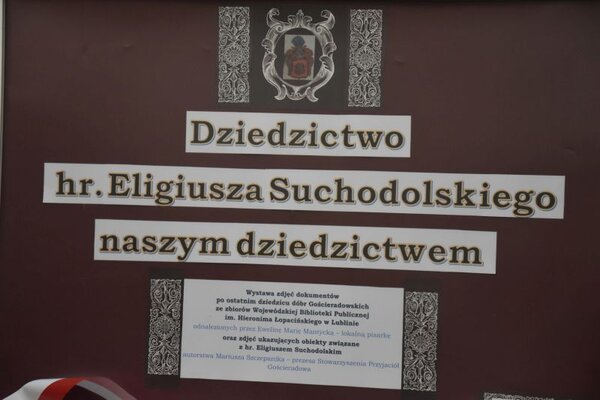 Dziedzictwo
hr. Eligiusza Suchodolskiego
naszym dziedzictwem
Wystawa zdjęć dokumentów
po ostatnim dziedzicu dóbr Gościeradowskich
ze zbiorów Wojewódzkiej Biblioteki Publicznej
im. Hieronima Łopacińskiego w Lublinie
odnalezionych przez Ewelinę Marię Mantycką – lokalną pisarkę
oraz zdjęć ukazujących obiekty związane
z hr. Eligiuszem Suchodolskim
autorstwa Mariusza Szczepanika – prezesa Stowarzyszenia Przyjaciół
Gościeradowa